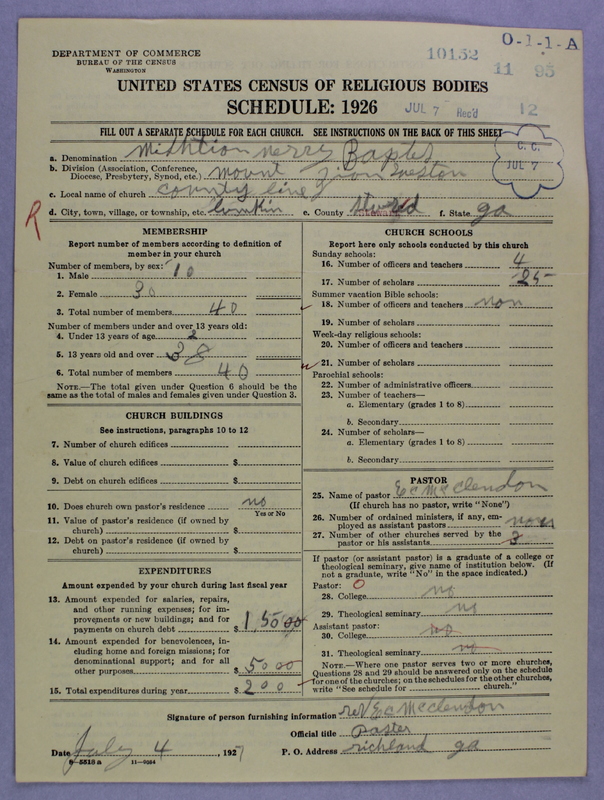 O-1-1-A
DEPARTMENT OF COMMERCE
BUREAU OF THE CENSUS
WASHINGTON
10152
11 95
UNITED STATES CENSUS OF RELIGIOUS BODIES
SCHEDULE: 1926
JUL 7 Rec'd 12
FILL OUT A SEPARATE SCHEDULE FOR EACH CHURCH. SEE INSTRUCTIONS ON THE BACK OF THIS SHEET
C. C.
JUL 7
a. Denomination Baptes
b. Division (Association, Conference, Diocese, Presbytery, Synod, etc.) mount Zion
c. Local name of church county line
d. City, town, village, or township, etc. lumkin e. County f. State ga
R
MEMBERSHIP
Report number of members according to definition of member in your church
Number of members, by sex:
1. Male 10
2. Female 30
3. Total number of members 40
Number of members under and over 13 years old:
4. Under 13 years of age 2
5. 13 years old and over 38
6. Total number of members 40
NOTE.—The total given under Question 6 should be the same as the total of males and females given under Question 3.
CHURCH BUILDINGS
See instructions, paragraphs 10 to 12
7. Number of church edifices
8. Value of church edifices $
9. Debt on church edifices $
10. Does church own pastor's residence no
Yes or No
11. Value of pastor's residence (if owned by church) $
12. Debt on pastor's residence (if owned by church) $
EXPENDITURES
Amount expended by your church during last fiscal year
13. Amount expended for salaries, repairs, and other running expenses; for improvements or new buildings; and for payments on church debt $ 150 00
14. Amount expended for benevolences, including home and foreign missions; for denominational support; and for all other purposes $ 50 00
15. Total expenditures during year $ 200
CHURCH SCHOOLS
Report here only schools conducted by this church
Sunday schools:
16. Number of officers and teachers 4
17. Number of scholars 25
Summer vacation Bible schools:
18. Number of officers and teachers non
19. Number of scholars
Week-day religious schools:
20. Number of officers and teachers
21. Number of scholars
Parochial schools:
22. Number of administrative officers
23. Number of teachers—
a. Elementary (grades 1 to 8)
b. Secondary
24. Number of scholars—
a. Elementary (grades 1 to 8)
b. Secondary
PASTOR
25. Name of pastor Ec McClendon
(If church has no pastor, write "None")
26. Number of ordained ministers, if any, employed as assistant pastors
27. Number of other churches served by the pastor or his assistants 3
If pastor (or assistant pastor) is a graduate of a college or theological seminary, give name of institution below. (If not a graduate, write "No" in the space indicated.)
Pastor: O
28. College no
29. Theological seminary no
Assistant pastor:
30. College no
31. Theological seminary no
NOTE.—Where one pastor serves two or more churches, Questions 28 and 29 should be answered only on the schedule for one of the churches; on the schedules for the other churches, write "See schedule for church."
Signature of person furnishing information rev Ec McClendon
Official title Paster
Date July 4, 1927 P. O. Address richland ga
8—5518 a 11—9264